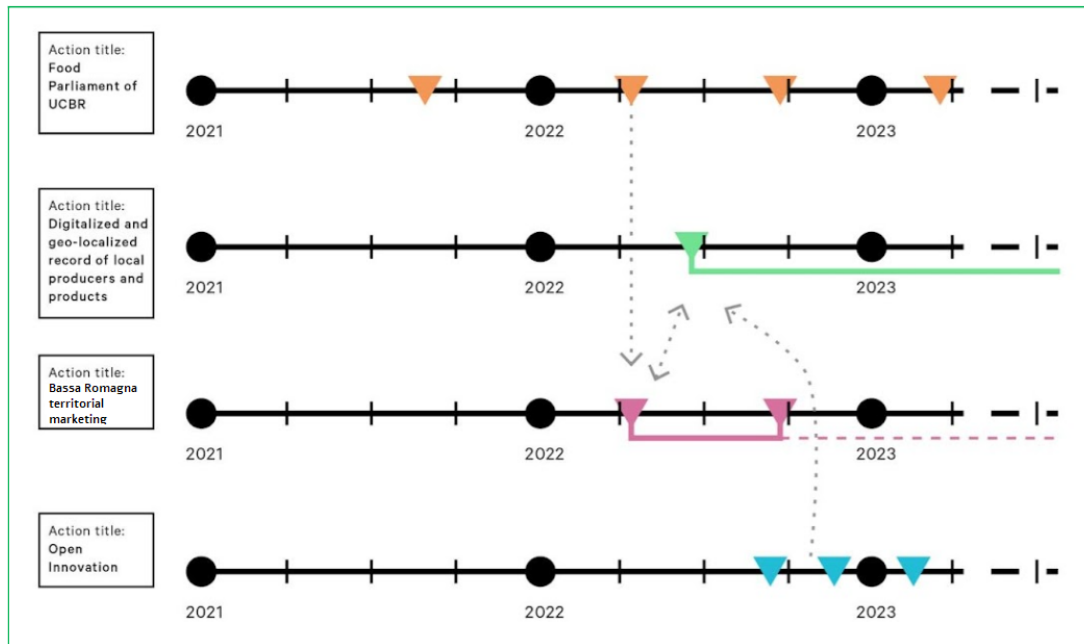 Action title:
Food
Parliament of
UCBR
2021
2022
2023
Action title:
Digitalized and
geo-localized
record of local
producers and
products
2021
2022
2023
Action title:
Bassa Romagna
territorial
marketing
2021
2022
2023
Action title:
Open
Innovation
2021
2022
2023